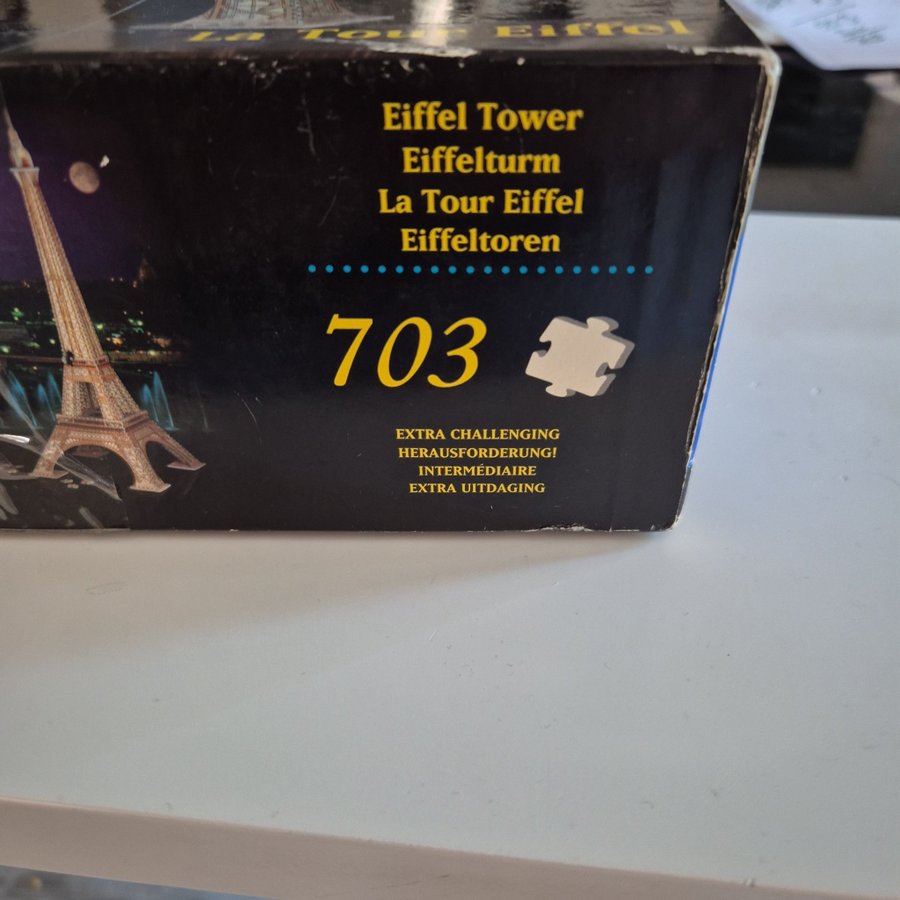 La Tour Eiffel
Eiffel Tower
Eiffelturm
La Tour Eiffel
Eiffeltoren
703
EXTRA CHALLENGING
HERAUSFORDERUNG!
INTERMÉDIAIRE
EXTRA UITDAGING